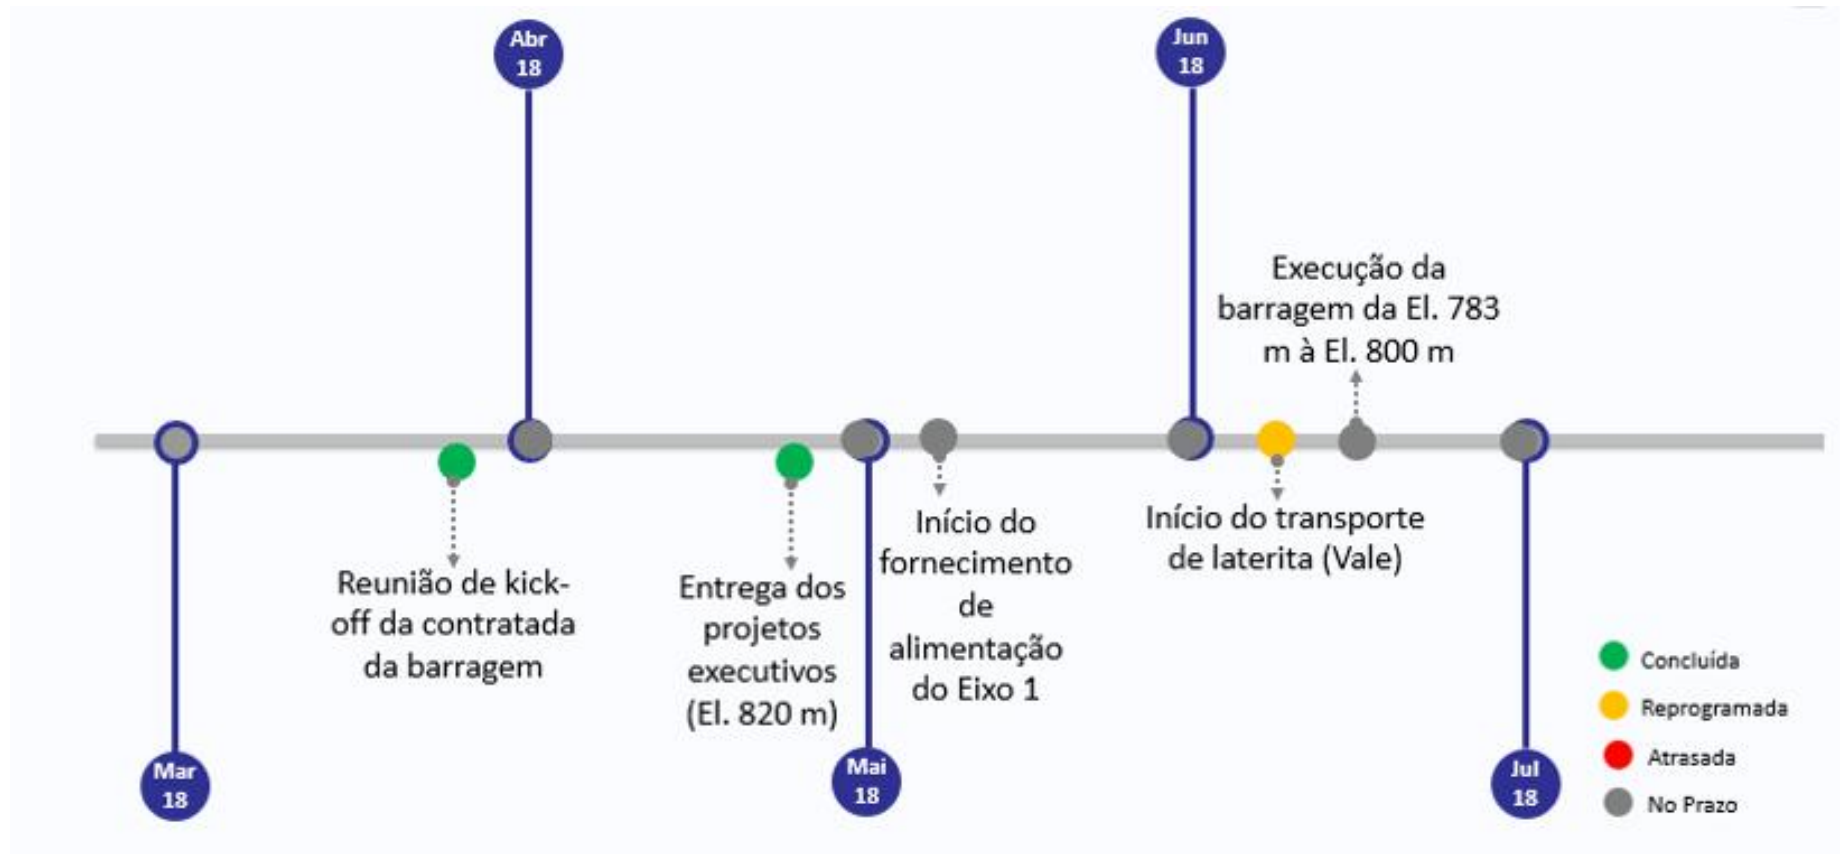 Abr
18
Jun
18
Execução da
barragem da El. 783
m à El. 800 m
Reunião de kick-
off da contratada
da barragem
Entrega dos
projetos
executivos
(El. 820 m)
Início do
fornecimento
de
alimentação
do Eixo 1
Início do transporte
de laterita (Vale)
Mar
18
Mai
18
Jul
18
Concluída
Reprogramada
Atrasada
No Prazo